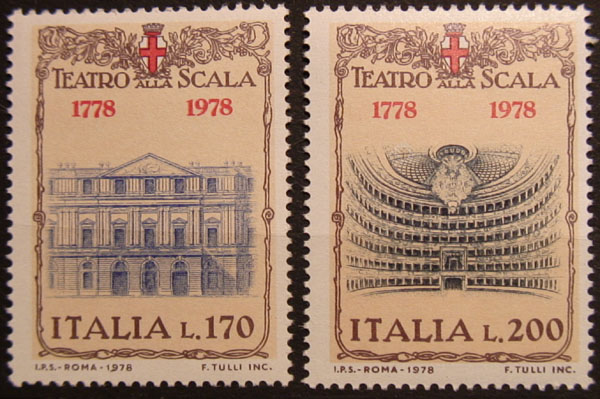 TEATRO ALLA SCALA
1778 1978
ITALIA L.170
I.P.S.-ROMA-1978 F. TULLI INC.
TEATRO ALLA SCALA
1778 1978
ITALIA L.200
I.P.S.-ROMA-1978 F. TULLI INC.